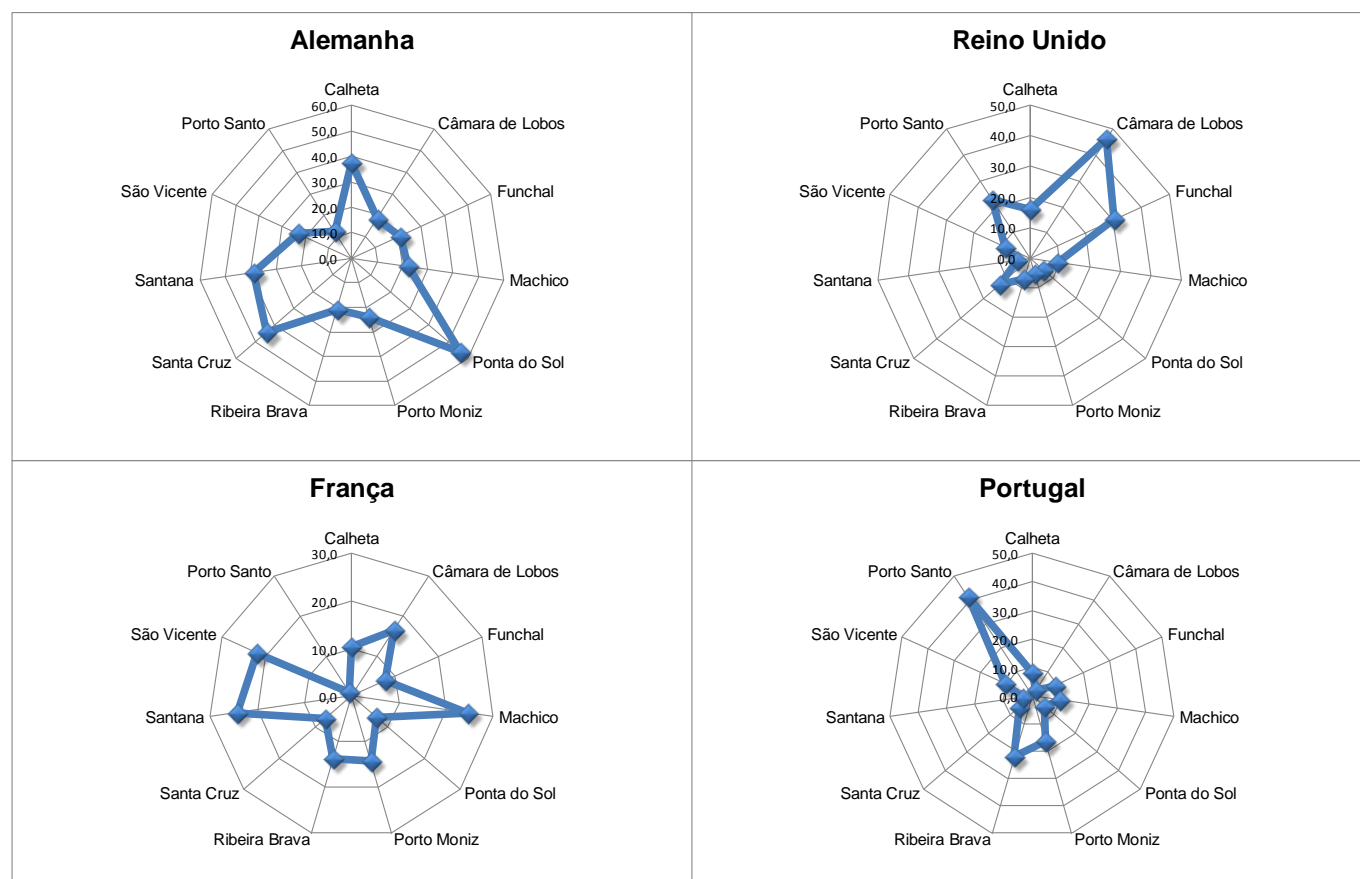 Alemanha
Calheta
60,0
Porto Santo
Câmara de Lobos
50,0
40,0
São Vicente
Funchal
30,0
20,0
10,0
0,0
Santana
Machico
Santa Cruz
Ponta do Sol
Ribeira Brava
Porto Moniz
Reino Unido
Calheta
50,0
Porto Santo
Câmara de Lobos
40,0
30,0
São Vicente
Funchal
20,0
10,0
0,0
Santana
Machico
Santa Cruz
Ponta do Sol
Ribeira Brava
Porto Moniz
França
Calheta
30,0
Porto Santo
Câmara de Lobos
20,0
São Vicente
Funchal
10,0
0,0
Santana
Machico
Santa Cruz
Ponta do Sol
Ribeira Brava
Porto Moniz
Portugal
Calheta
50,0
Porto Santo
Câmara de Lobos
40,0
30,0
São Vicente
Funchal
20,0
10,0
0,0
Santana
Machico
Santa Cruz
Ponta do Sol
Ribeira Brava
Porto Moniz